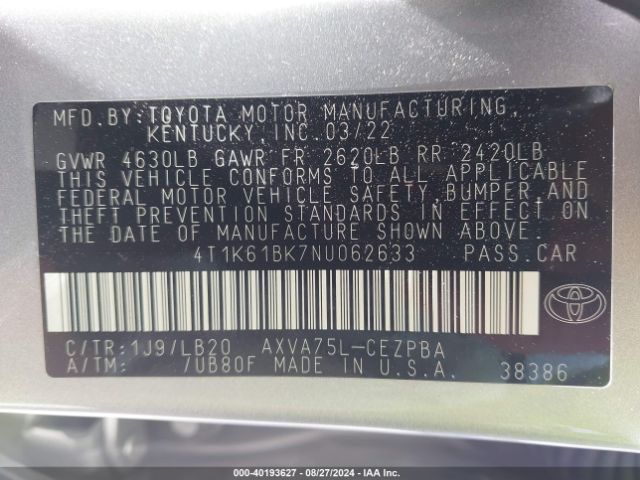 MFD.BY:TOYOTA MOTOR MANUFACTURING,
KENTUCKY,INC.03/22
GVWR 4630LB GAWR FR 2620LB RR 2420LB
THIS VEHICLE CONFORMS TO ALL APPLICABLE
FEDERAL MOTOR VEHICLE SAFETY,BUMPER,AND
THEFT PREVENTION STANDARDS IN EFFECT ON
THE DATE OF MANUFACTURE SHOWN ABOVE.
4T1K61BK7NU062633 PASS.CAR
C/TR:1J9/LB20 AXVA75L-CEZPBA
A/TM: /UB80F MADE IN U.S.A. 38386
000-40193627 - 08/27/2024 - IAAI.COM